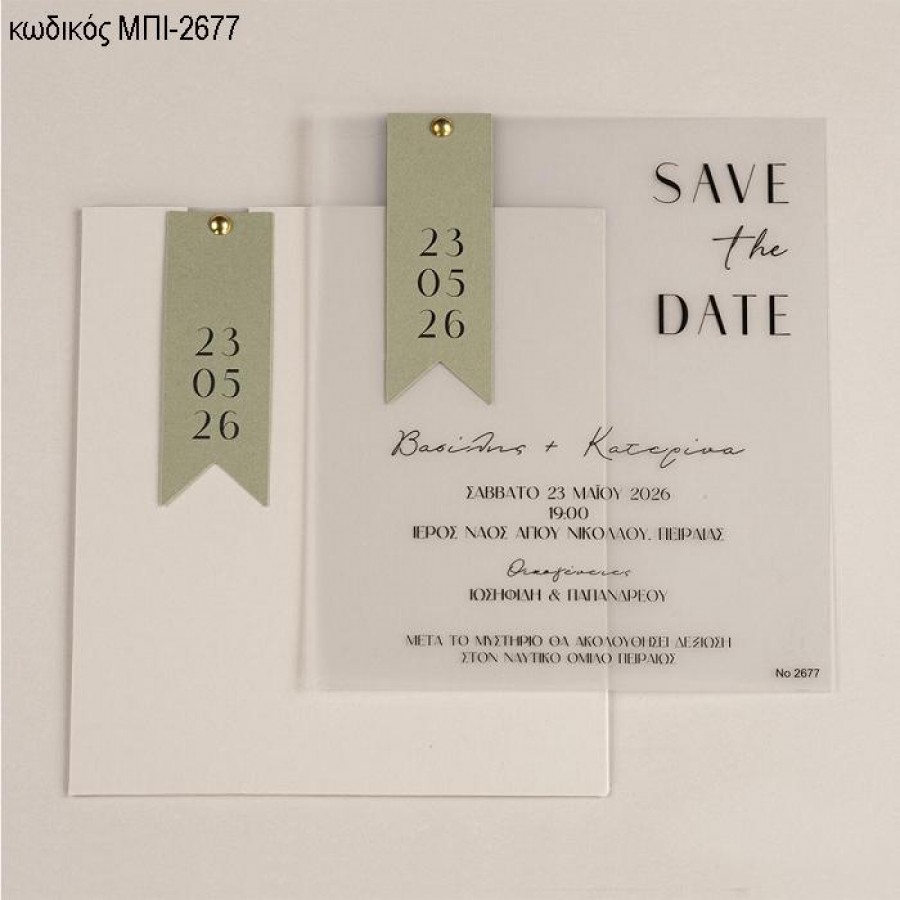 κωδικός ΜΠΙ-2677
23
05
26
23
05
26
SAVE
the
DATE
Βασίλης + Κατερίνα
ΣΑΒΒΑΤΟ 23 ΜΑΪΟΥ 2026
19:00
ΙΕΡΟΣ ΝΑΟΣ ΑΓΙΟΥ ΝΙΚΟΛΑΟΥ, ΠΕΙΡΑΙΑΣ
Οικογένειες
ΙΩΣΗΦΙΔΗ & ΠΑΠΑΝΔΡΕΟΥ
ΜΕΤΑ ΤΟ ΜΥΣΤΗΡΙΟ ΘΑ ΑΚΟΛΟΥΘΗΣΕΙ ΔΕΞΙΩΣΗ
ΣΤΟΝ ΝΑΥΤΙΚΟ ΟΜΙΛΟ ΠΕΙΡΑΙΩΣ
No 2677